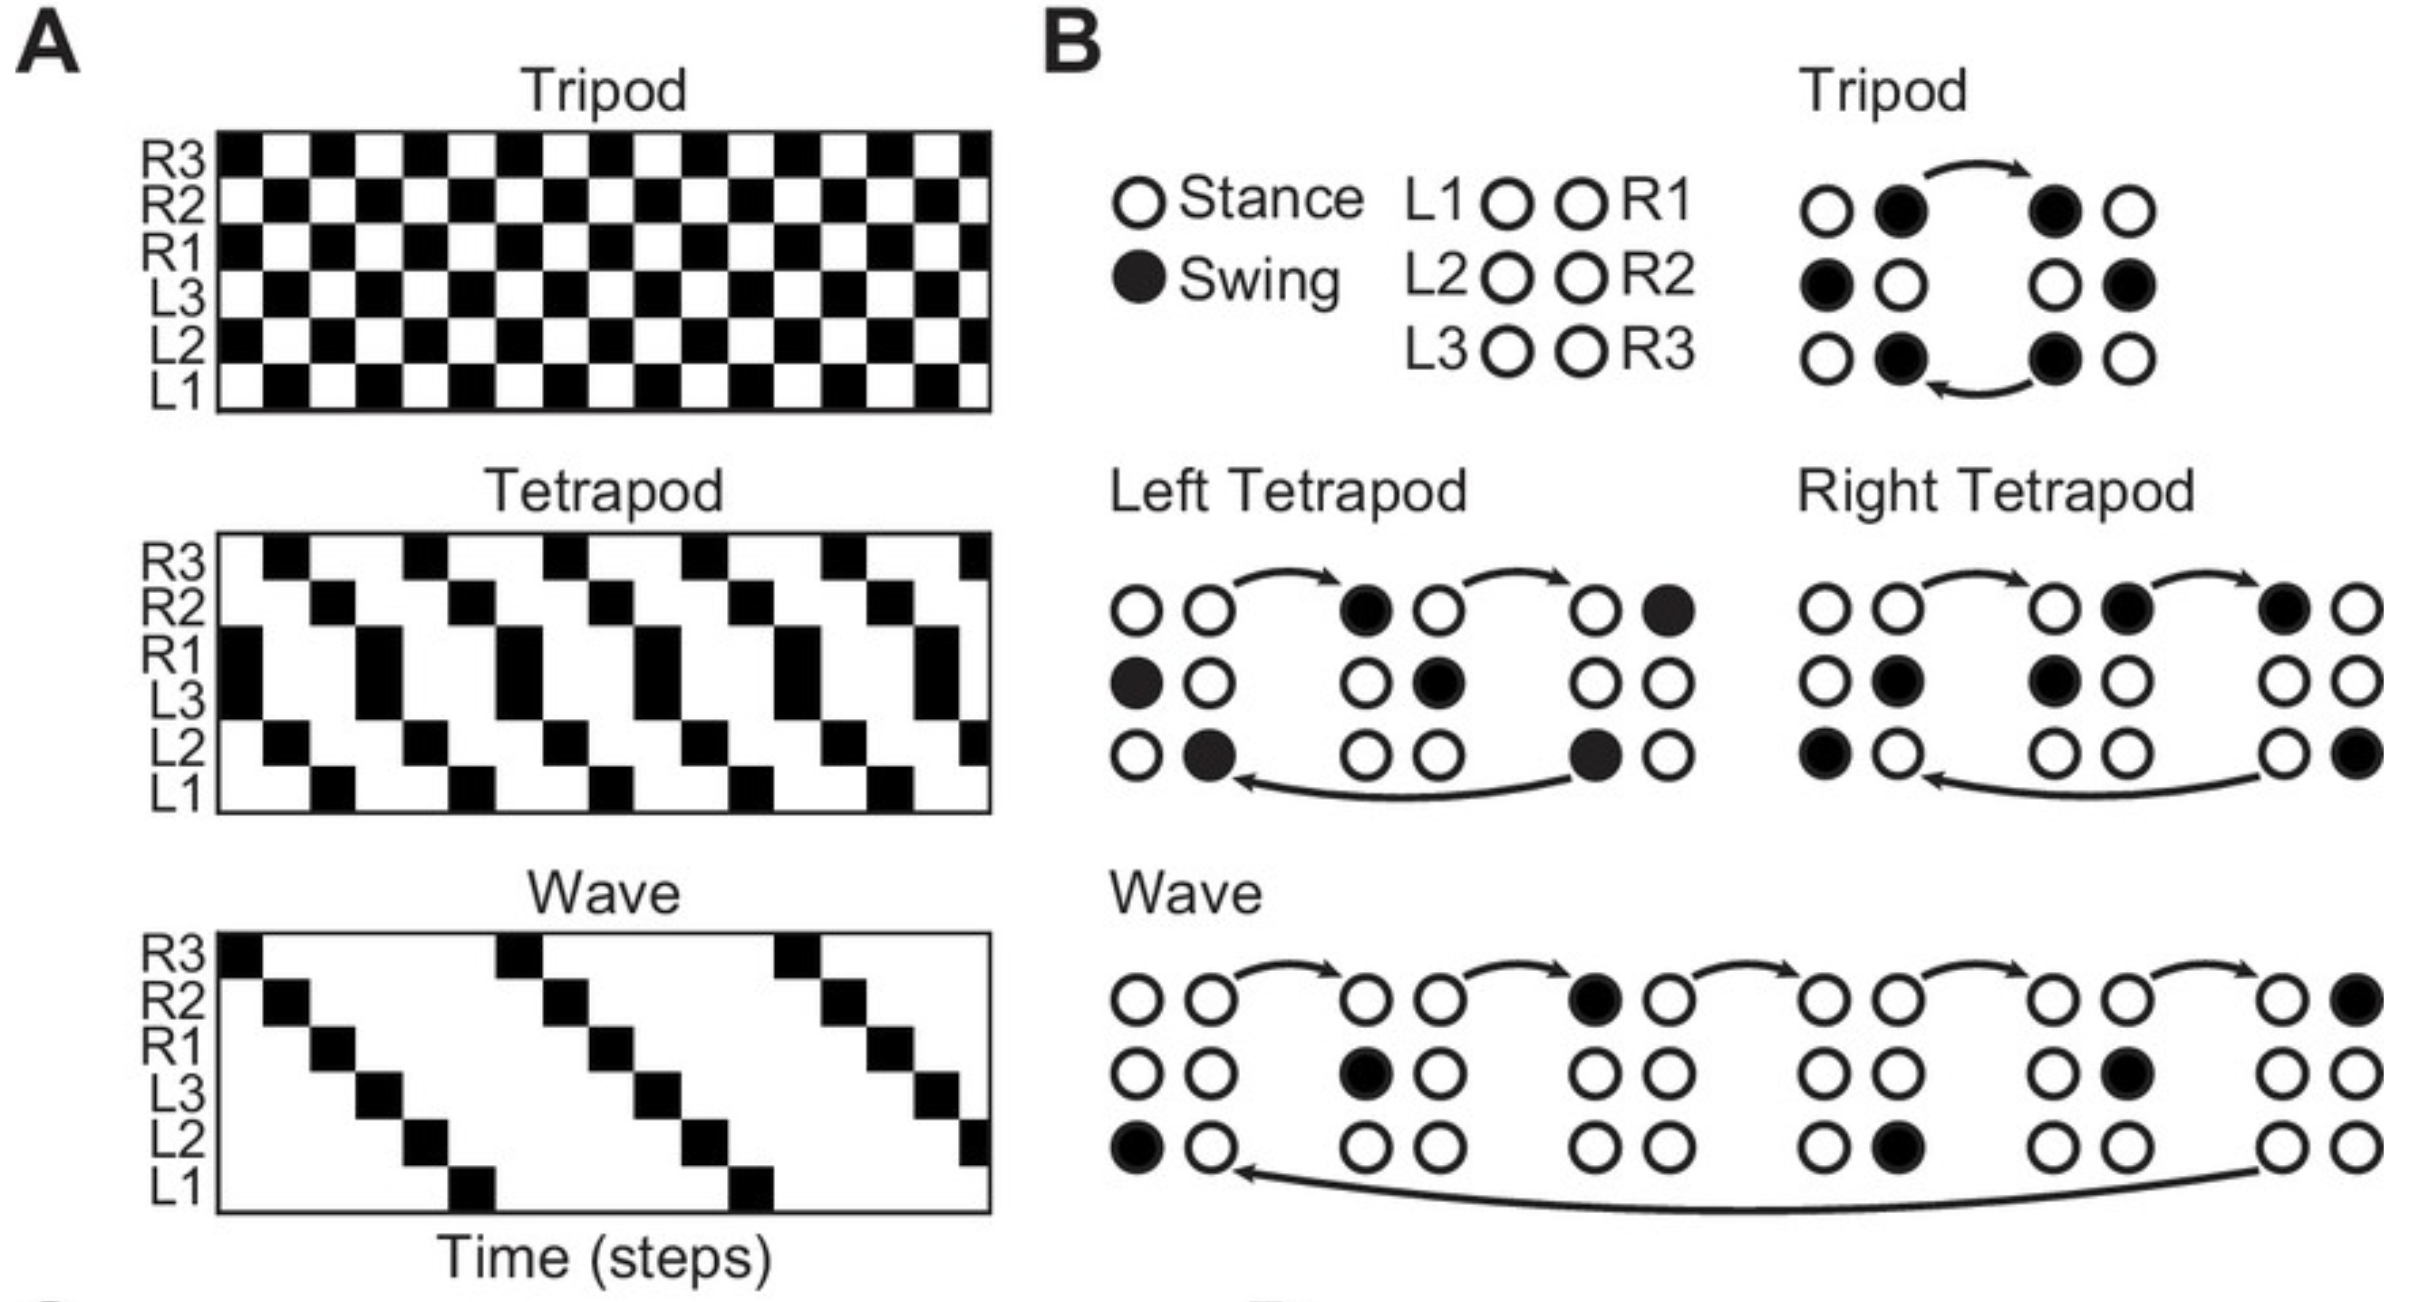 A
Tripod
R3
R2
R1
L3
L2
L1
Tetrapod
R3
R2
R1
L3
L2
L1
Wave
R3
R2
R1
L3
L2
L1
Time (steps)
B
Stance
Swing
L1 R1
L2 R2
L3 R3
Tripod
Left Tetrapod
Right Tetrapod
Wave